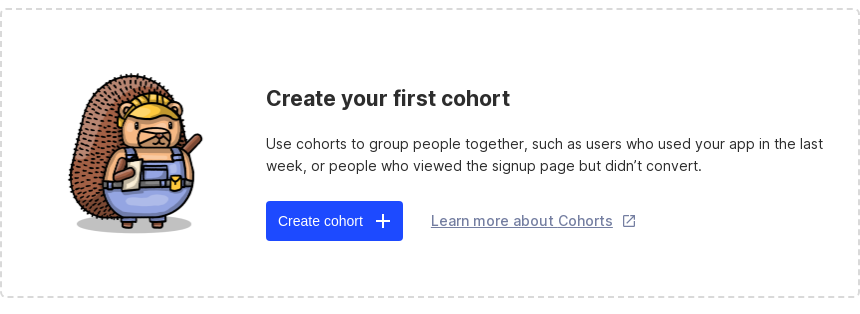 Create your first cohort
Use cohorts to group people together, such as users who used your app in the last
week, or people who viewed the signup page but didn’t convert.
Create cohort
Learn more about Cohorts